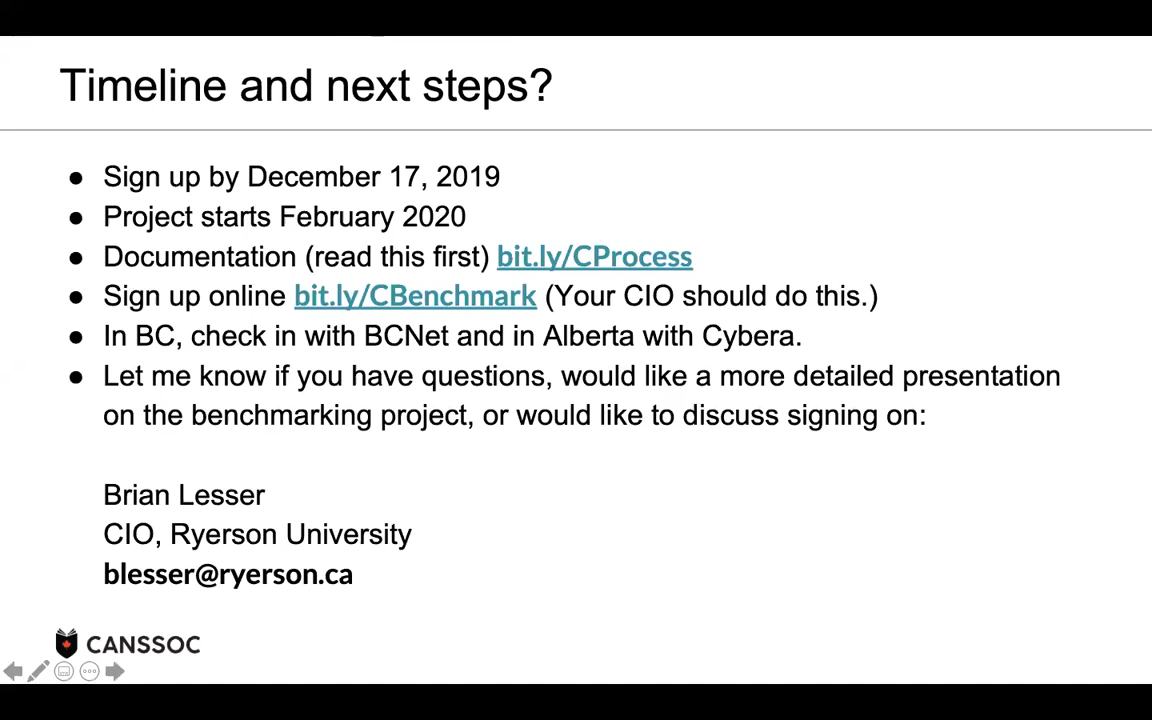 Timeline and next steps?
● Sign up by December 17, 2019
● Project starts February 2020
● Documentation (read this first) bit.ly/CProcess
● Sign up online bit.ly/CBenchmark (Your CIO should do this.)
● In BC, check in with BCNet and in Alberta with Cybera.
● Let me know if you have questions, would like a more detailed presentation
on the benchmarking project, or would like to discuss signing on:
Brian Lesser
CIO, Ryerson University
blesser@ryerson.ca
CANSSOC